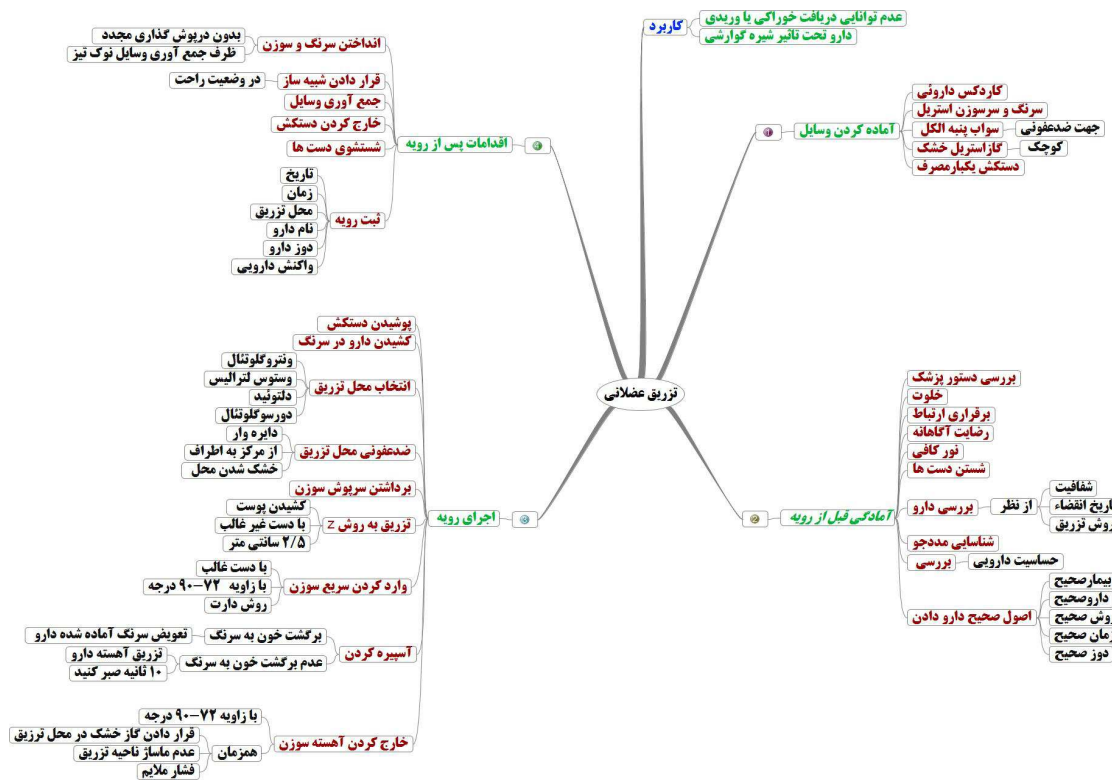 تزریق عضلانی
کاربرد
عدم توانایی دریافت خوراکی یا وریدی
دارو تحت تاثیر شیره گوارشی
آماده کردن وسایل
کاردکس داروئی
سرنگ و سرسوزن استریل
سواب پنبه الکل
جهت ضدعفونی
گازاستریل خشک
کوچک
دستکش یکبارمصرف
آمادگی قبل از رویه
بررسی دستور پزشک
خلوت
برقراری ارتباط
رضایت آگاهانه
نور کافی
شستن دست ها
بررسی دارو
از نظر
شفافیت
تاریخ انقضاء
روش تزریق
شناسایی مددجو
بررسی
حساسیت دارویی
اصول صحیح دارو دادن
بیمارصحیح
داروصحیح
روش صحیح
زمان صحیح
دوز صحیح
اجرای رویه
پوشیدن دستکش
کشیدن دارو در سرنگ
انتخاب محل تزریق
ونتروگلوتئال
وستوس لترالیس
دلتوئید
دورسوگلوتئال
ضدعفونی محل تزریق
دایره وار
از مرکز به اطراف
خشک شدن محل
برداشتن سرپوش سوزن
تزریق به روش z
کشیدن پوست
با دست غیر غالب
۲/۵ سانتی متر
وارد کردن سریع سوزن
با دست غالب
با زاویه ۷۲-۹۰ درجه
روش دارت
آسپیره کردن
برگشت خون به سرنگ
تعویض سرنگ آماده شده دارو
عدم برگشت خون به سرنگ
تزریق آهسته دارو
۱۰ ثانیه صبر کنید
خارج کردن آهسته سوزن
با زاویه ۷۲-۹۰ درجه
همزمان
قرار دادن گاز خشک در محل ترزیق
عدم ماساژ ناحیه تزریق
فشار ملایم
اقدامات پس از رویه
انداختن سرنگ و سوزن
بدون درپوش گذاری مجدد
ظرف جمع آوری وسایل نوک تیز
قرار دادن شبیه ساز
در وضعیت راحت
جمع آوری وسایل
خارج کردن دستکش
شستشوی دست ها
ثبت رویه
تاریخ
زمان
محل تزریق
نام دارو
دوز دارو
واکنش دارویی